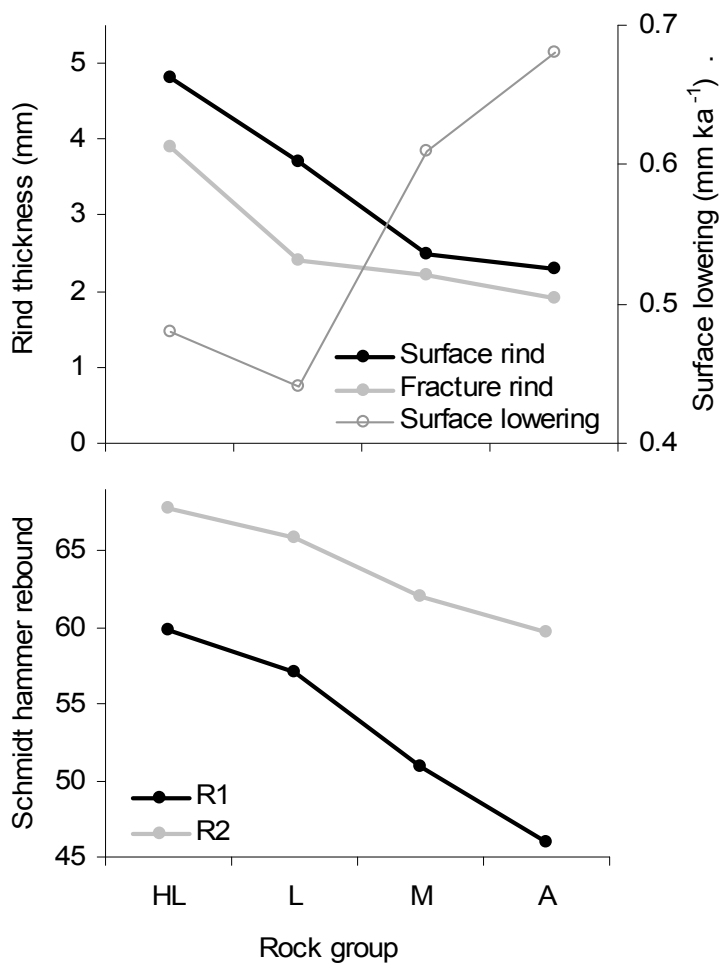 Rind thickness (mm)
5
4
3
2
1
0
Surface lowering (mm ka⁻¹) .
0.7
0.6
0.5
0.4
Surface rind
Fracture rind
Surface lowering
Schmidt hammer rebound
65
60
55
50
45
R1
R2
HL L M A
Rock group